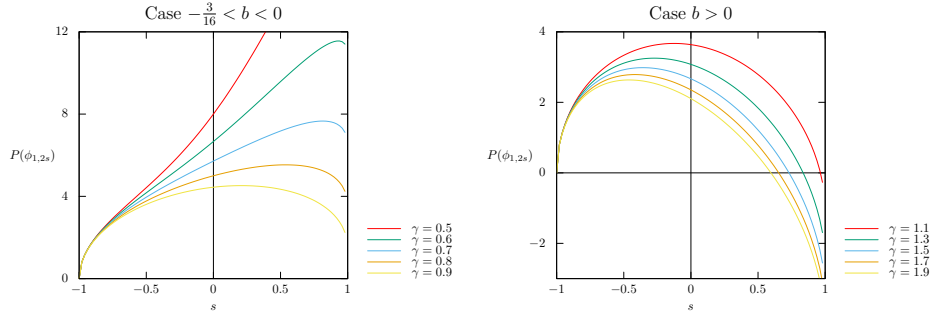 Case $-\frac{3}{16} < b < 0$
12
8
P(ϕ₁,₂ₛ)
4
0
-1
-0.5
0
0.5
1
s
γ = 0.5
γ = 0.6
γ = 0.7
γ = 0.8
γ = 0.9
Case b > 0
4
2
P(ϕ₁,₂ₛ)
0
−2
-1
-0.5
0
0.5
1
s
γ = 1.1
γ = 1.3
γ = 1.5
γ = 1.7
γ = 1.9